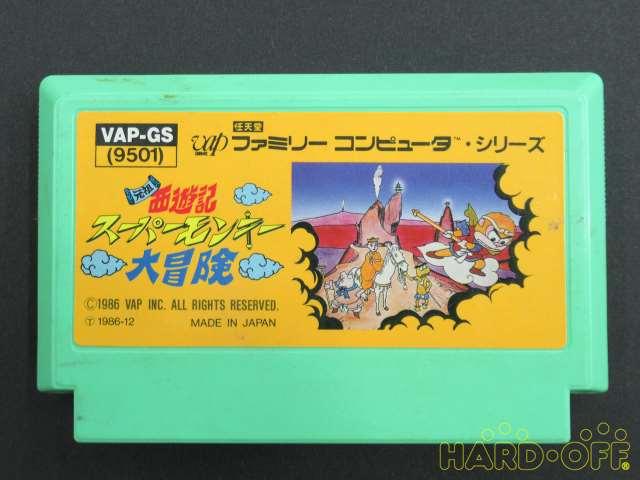 VAP-GS
(9501)
vap
任天堂
ファミリー コンピュータ™・シリーズ
元祖
西遊記
スーパーモンキー
大冒険
©1986 VAP INC. ALL RIGHTS RESERVED.
Ⓣ 1986-12 MADE IN JAPAN
HARD・OFF